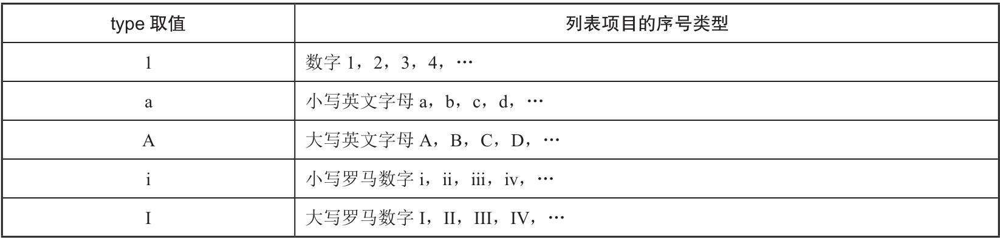 type 取值 列表项目的序号类型
1 数字 1，2，3，4，…
a 小写英文字母 a，b，c，d，…
A 大写英文字母 A，B，C，D，…
i 小写罗马数字 i，ii，iii，iv，…
I 大写罗马数字 I，II，III，IV，…